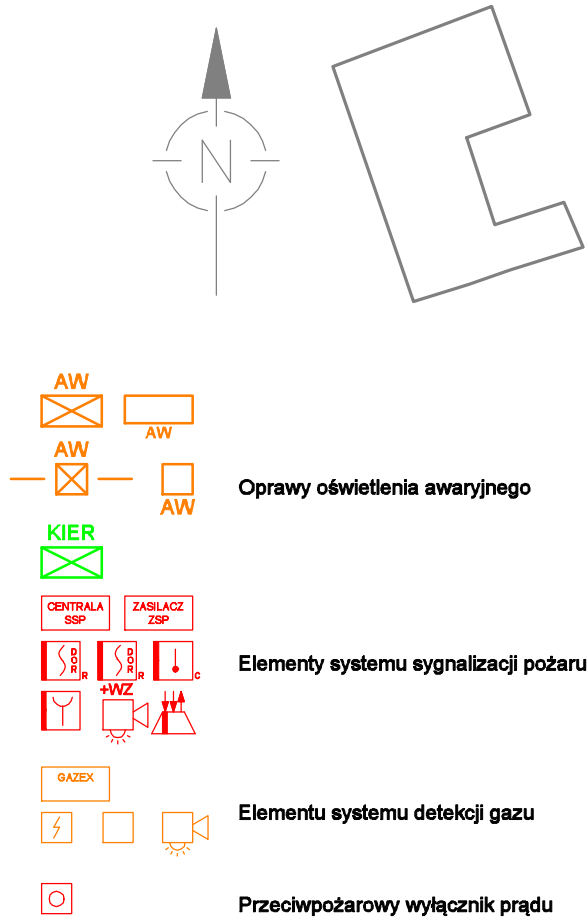 N
AW
AW
AW
Oprawy oświetlenia awaryjnego
AW
KIER
CENTRALA SSP
ZASILACZ ZSP
DOR R
DOR R
C
Elementy systemu sygnalizacji pożaru
+WZ
GAZEX
Elementu systemu detekcji gazu
Przeciwpożarowy wyłącznik prądu